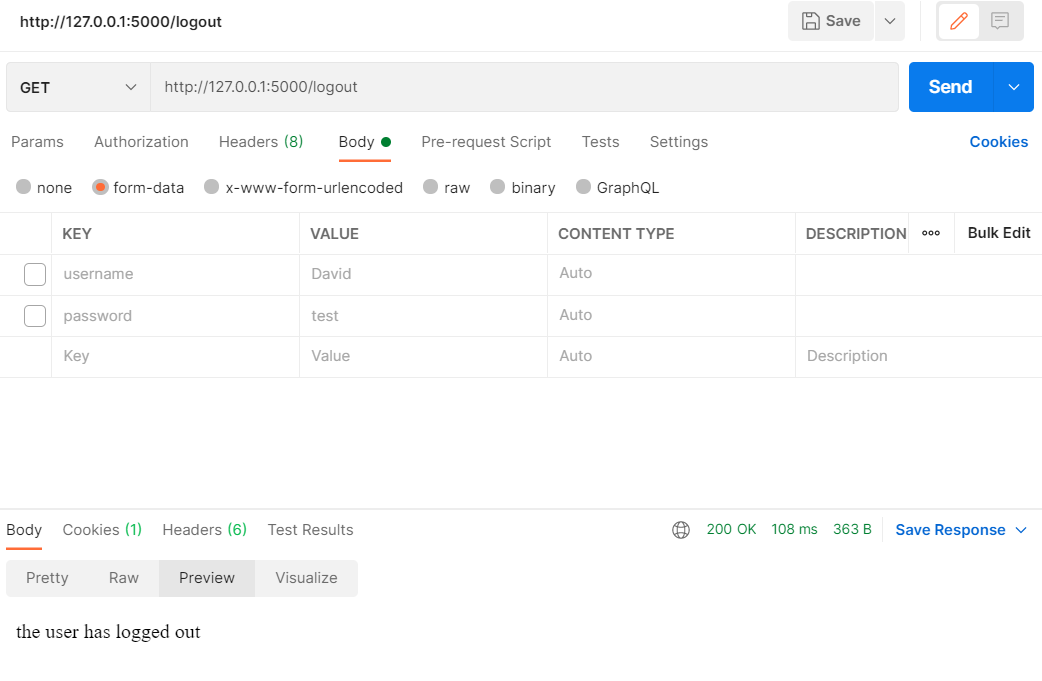 http://127.0.0.1:5000/logout Save
GET http://127.0.0.1:5000/logout Send
Params Authorization Headers (8) Body Pre-request Script Tests Settings Cookies
none form-data x-www-form-urlencoded raw binary GraphQL
KEY VALUE CONTENT TYPE DESCRIPTION ooo Bulk Edit
username David Auto
password test Auto
Key Value Auto Description
Body Cookies (1) Headers (6) Test Results 200 OK 108 ms 363 B Save Response
Pretty Raw Preview Visualize
the user has logged out